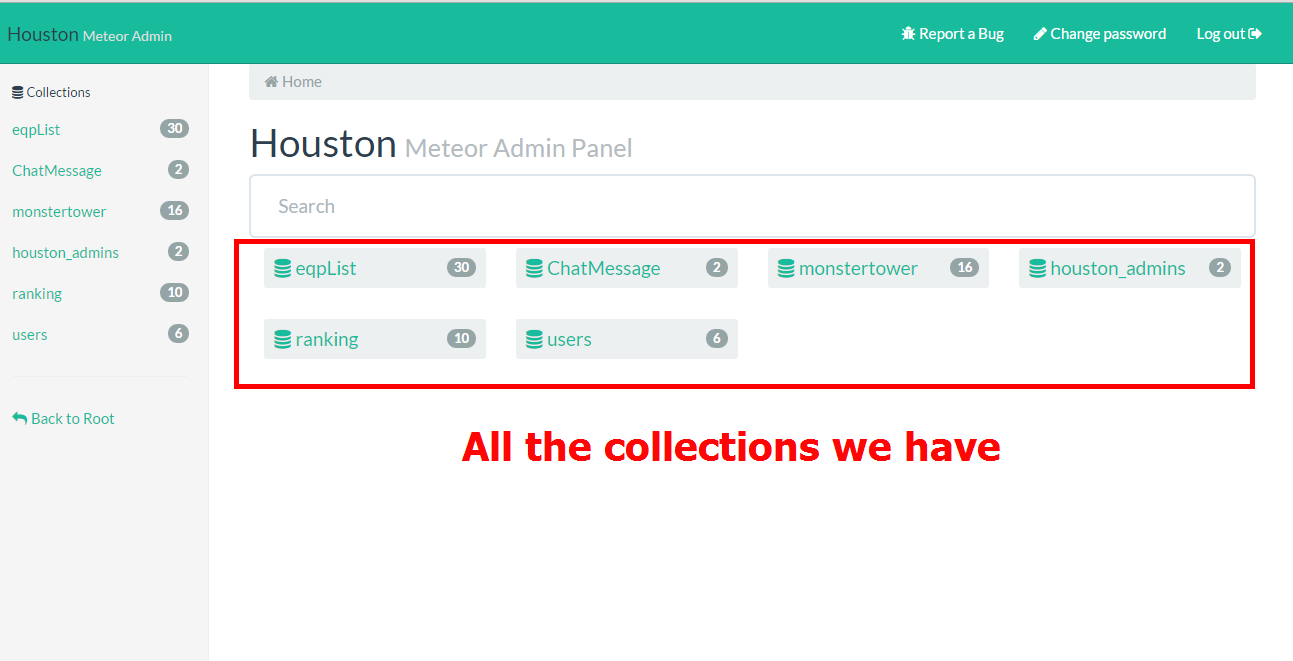 Houston Meteor Admin
Report a Bug
Change password
Log out
Collections
eqpList 30
ChatMessage 2
monstertower 16
houston_admins 2
ranking 10
users 6
Back to Root
Home
Houston Meteor Admin Panel
Search
eqpList 30
ChatMessage 2
monstertower 16
houston_admins 2
ranking 10
users 6
All the collections we have